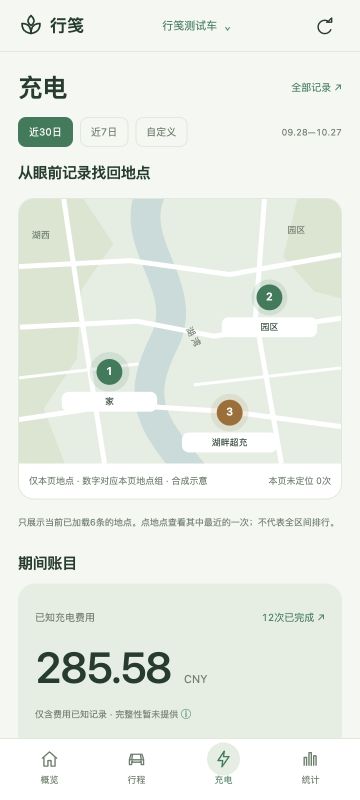 行笺
行笺测试车
充电
全部记录
近30日
近7日
自定义
09.28—10.27
从眼前记录找回地点
湖西
园区
2
园区
湖湾
1
家
3
湖畔超充
仅本页地点 · 数字对应本页地点组 · 合成示意
本页未定位 0次
只展示当前已加载6条的地点。点地点查看其中最近的一次；不代表全区间排行。
期间账目
已知充电费用
12次已完成
285.58 CNY
仅含费用已知记录 · 完整性暂未提供
概览
行程
充电
统计